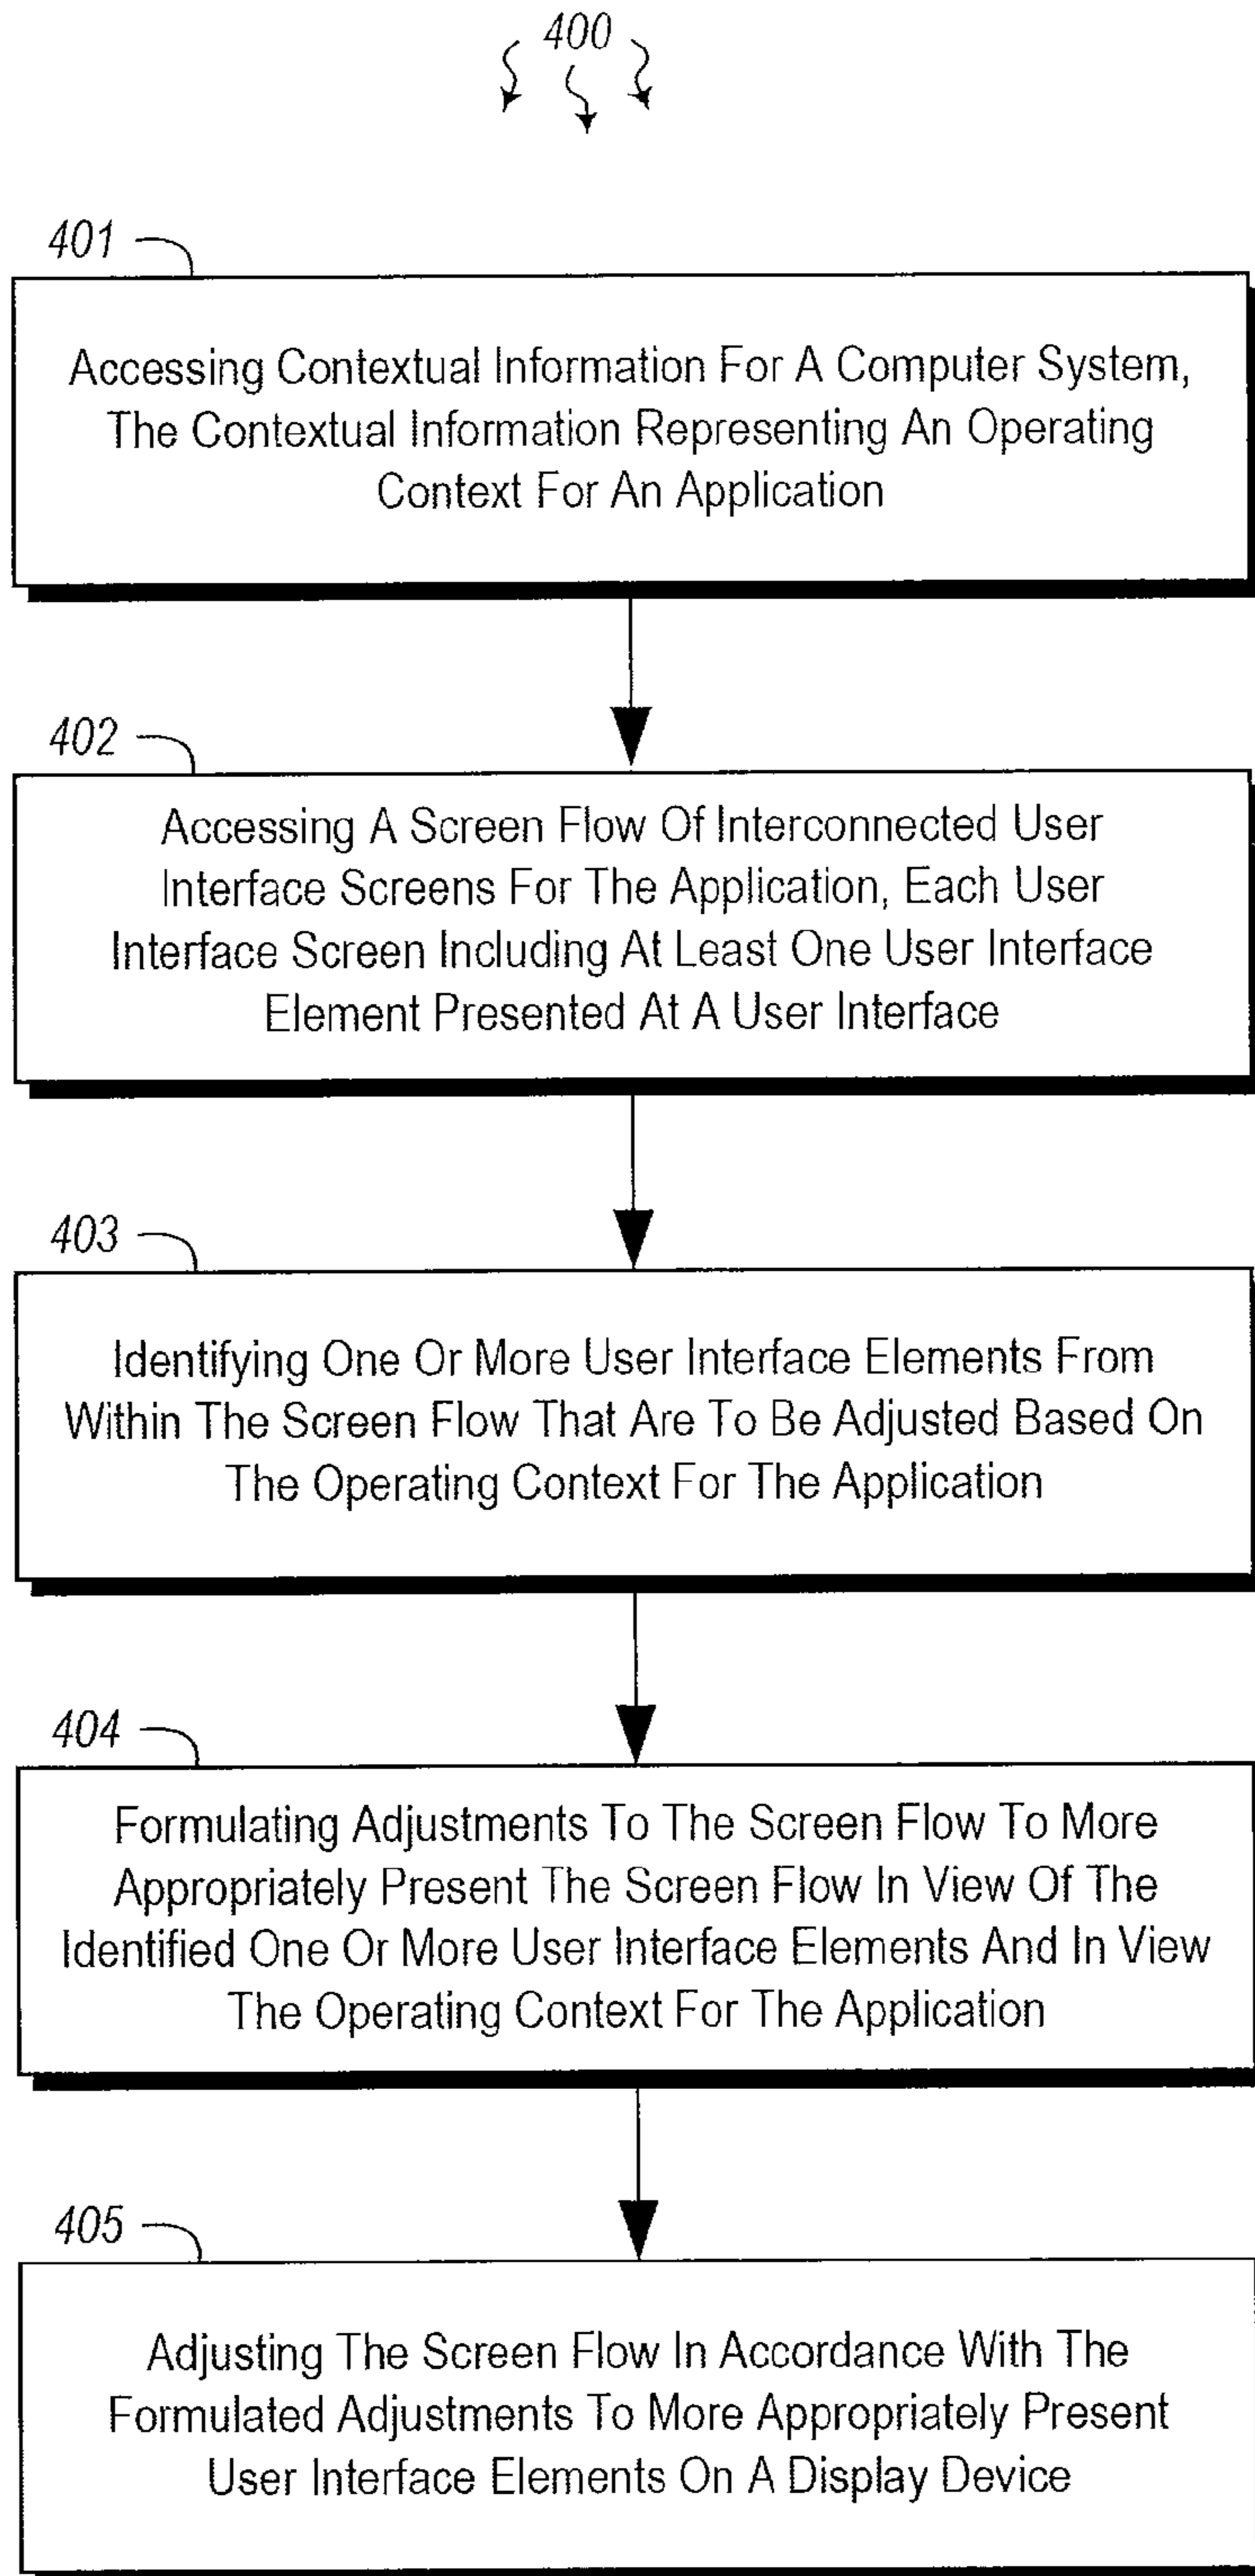 400
401
Accessing Contextual Information For A Computer System,
The Contextual Information Representing An Operating
Context For An Application
402
Accessing A Screen Flow Of Interconnected User
Interface Screens For The Application, Each User
Interface Screen Including At Least One User Interface
Element Presented At A User Interface
403
Identifying One Or More User Interface Elements From
Within The Screen Flow That Are To Be Adjusted Based On
The Operating Context For The Application
404
Formulating Adjustments To The Screen Flow To More
Appropriately Present The Screen Flow In View Of The
Identified One Or More User Interface Elements And In View
The Operating Context For The Application
405
Adjusting The Screen Flow In Accordance With The
Formulated Adjustments To More Appropriately Present
User Interface Elements On A Display Device